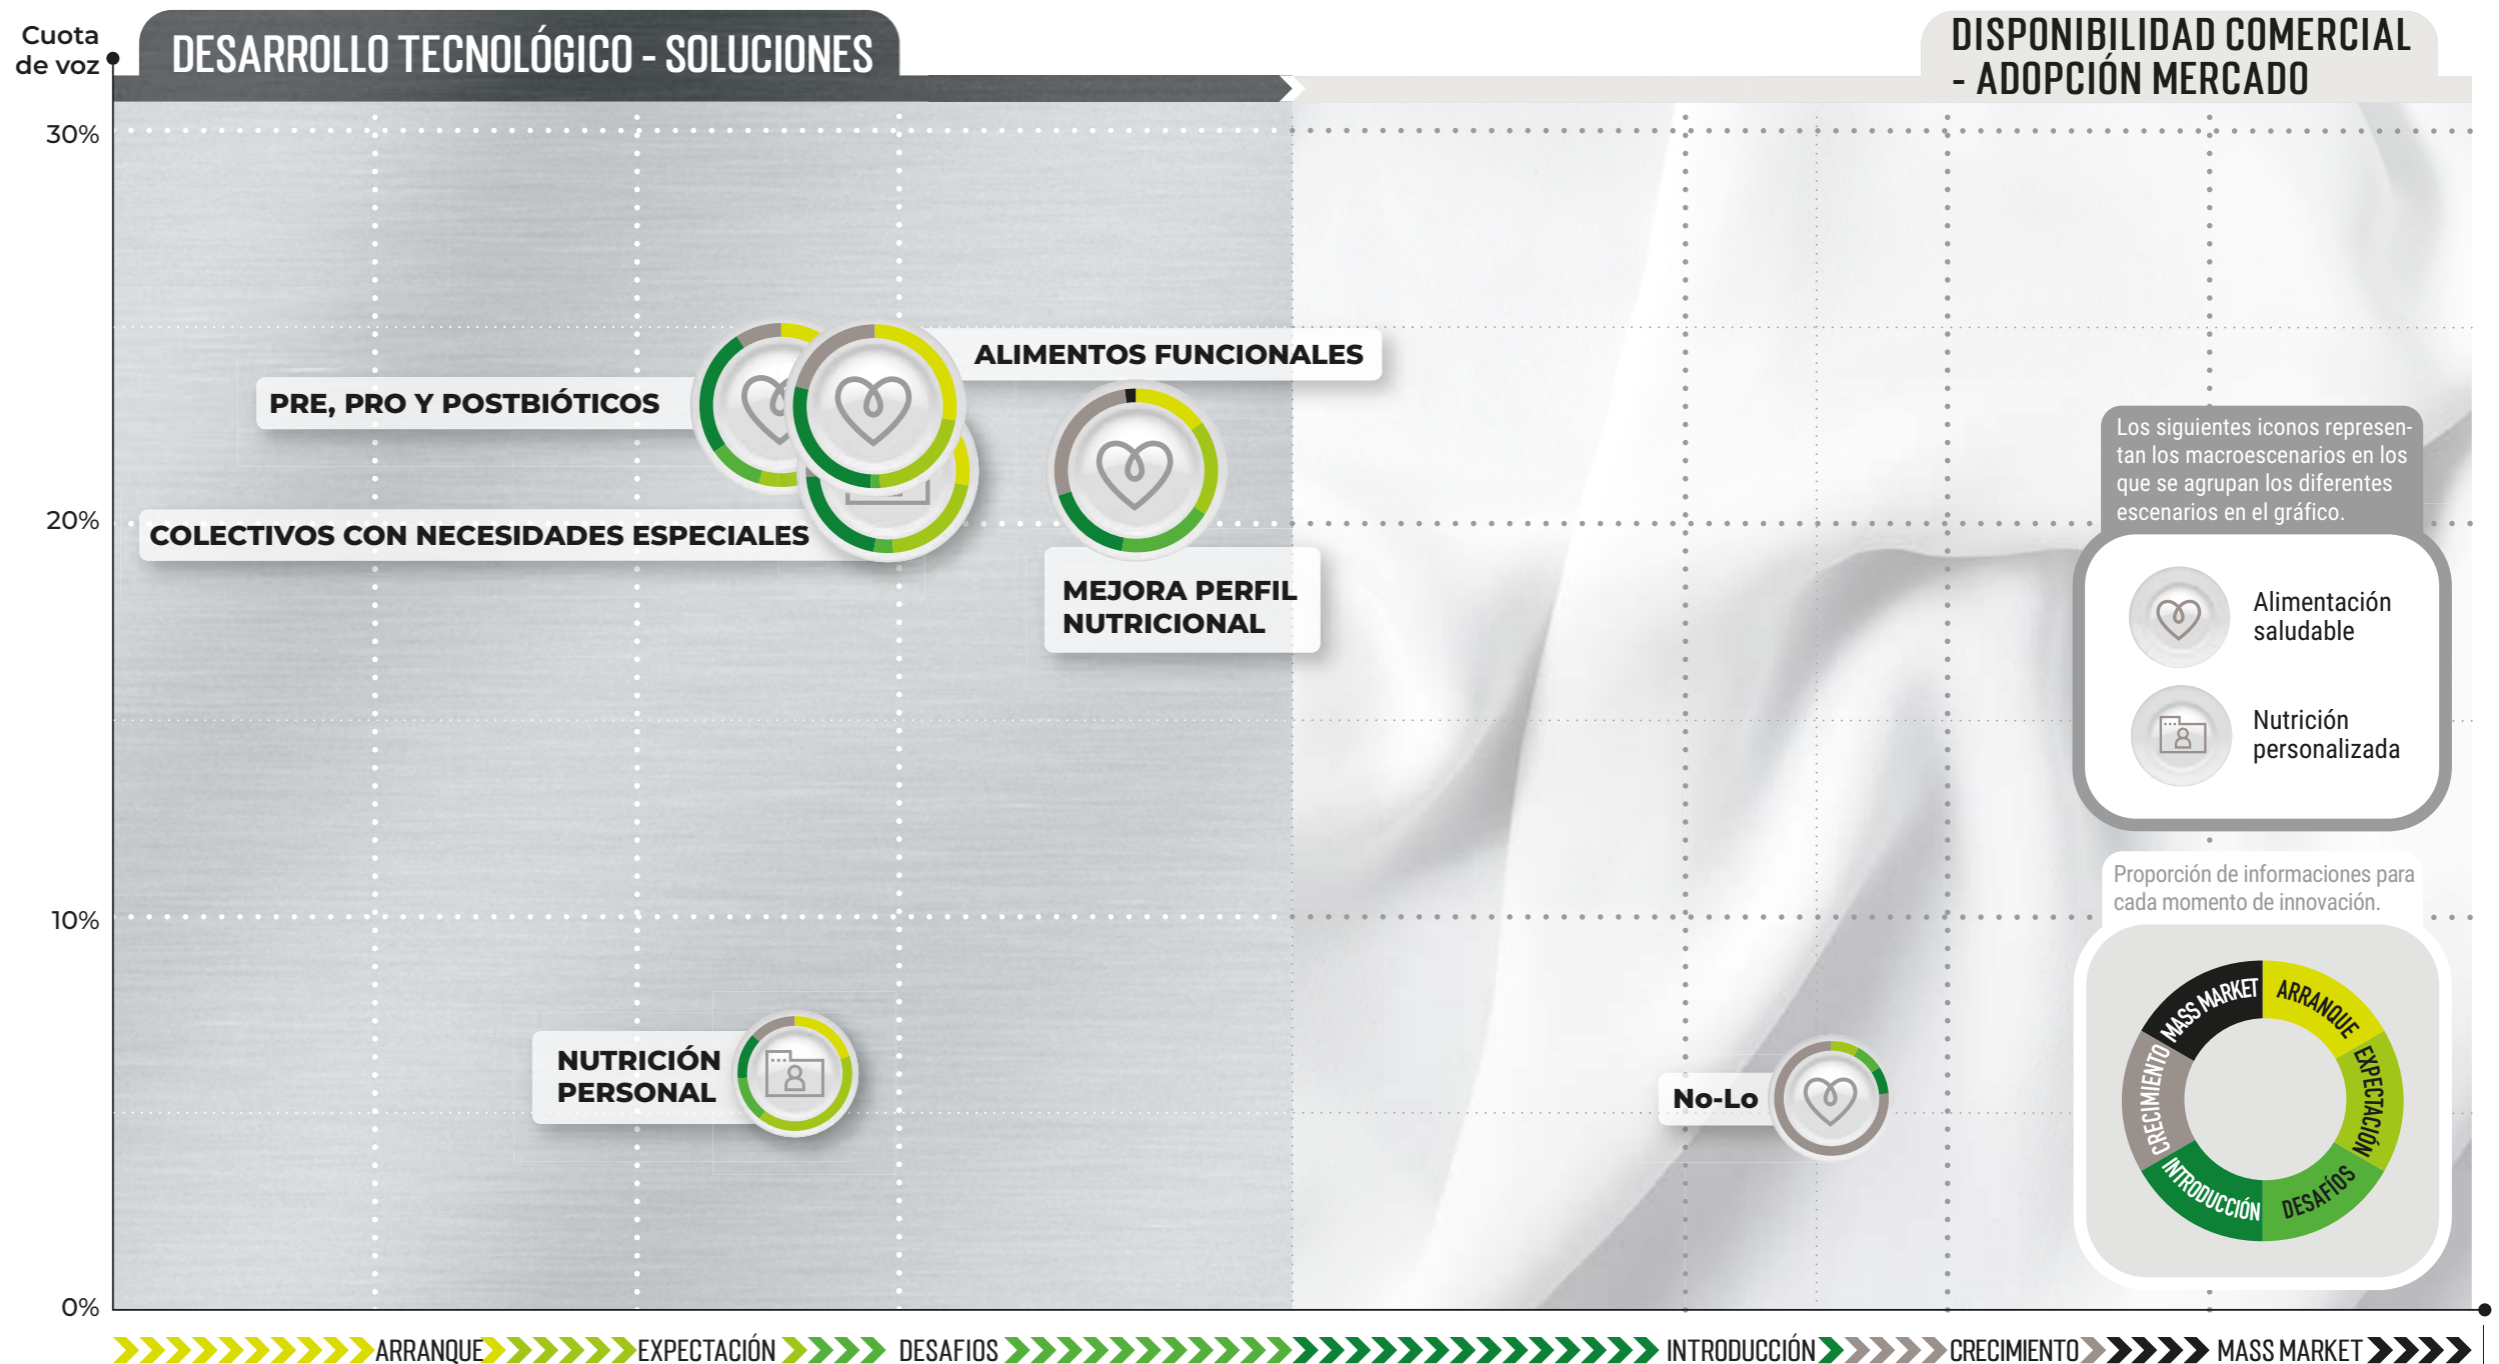 Cuota
de voz
DESARROLLO TECNOLÓGICO - SOLUCIONES
DISPONIBILIDAD COMERCIAL
- ADOPCIÓN MERCADO
30%
20%
10%
0%
ALIMENTOS FUNCIONALES
PRE, PRO Y POSTBIÓTICOS
COLECTIVOS CON NECESIDADES ESPECIALES
MEJORA PERFIL
NUTRICIONAL
NUTRICIÓN
PERSONAL
No-Lo
Los siguientes iconos represen-
tan los macroescenarios en los
que se agrupan los diferentes
escenarios en el gráfico.
Alimentación
saludable
Nutrición
personalizada
Proporción de informaciones para
cada momento de innovación.
ARRANQUE
EXPECTACIÓN
DESAFÍOS
INTRODUCCIÓN
CRECIMIENTO
MASS MARKET
ARRANQUE EXPECTACIÓN DESAFIOS INTRODUCCIÓN CRECIMIENTO MASS MARKET